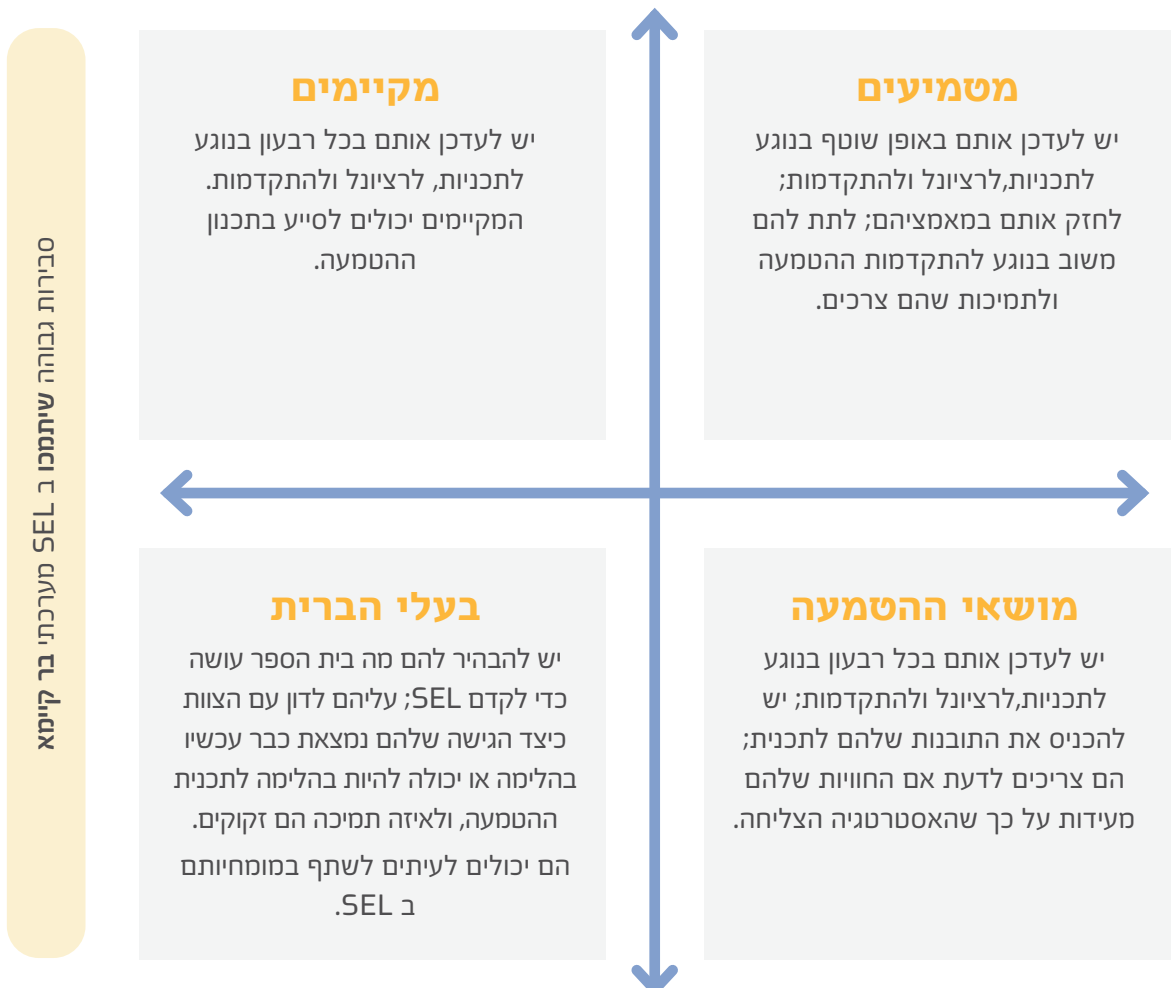 מטמיעים
יש לעדכן אותם באופן שוטף בנוגע
לתכניות,לרציונל ולהתקדמות;
לחזק אותם במאמציהם; לתת להם
משוב בנוגע להתקדמות ההטמעה
ולתמיכות שהם צרכים.
מקיימים
יש לעדכן אותם בכל רבעון בנוגע
לתכניות, לרציונל ולהתקדמות.
המקיימים יכולים לסייע בתכנון
ההטמעה.
מושאי ההטמעה
יש לעדכן אותם בכל רבעון בנוגע
לתכניות,לרציונל ולהתקדמות; יש
להכניס את התובנות שלהם לתכנית;
הם צריכים לדעת אם החוויות שלהם
מעידות על כך שהאסטרטגיה הצליחה.
בעלי הברית
יש להבהיר להם מה בית הספר עושה
כדי לקדם SEL; עליהם לדון עם הצוות
כיצד הגישה שלהם נמצאת כבר עכשיו
בהלימה או יכולה להיות בהלימה לתכנית
ההטמעה, ולאיזה תמיכה הם זקוקים.
הם יכולים לעיתים לשתף במומחיותם
ב SEL.
סבירות גבוהה שיתמכו ב SEL מערכתי בר קיימא